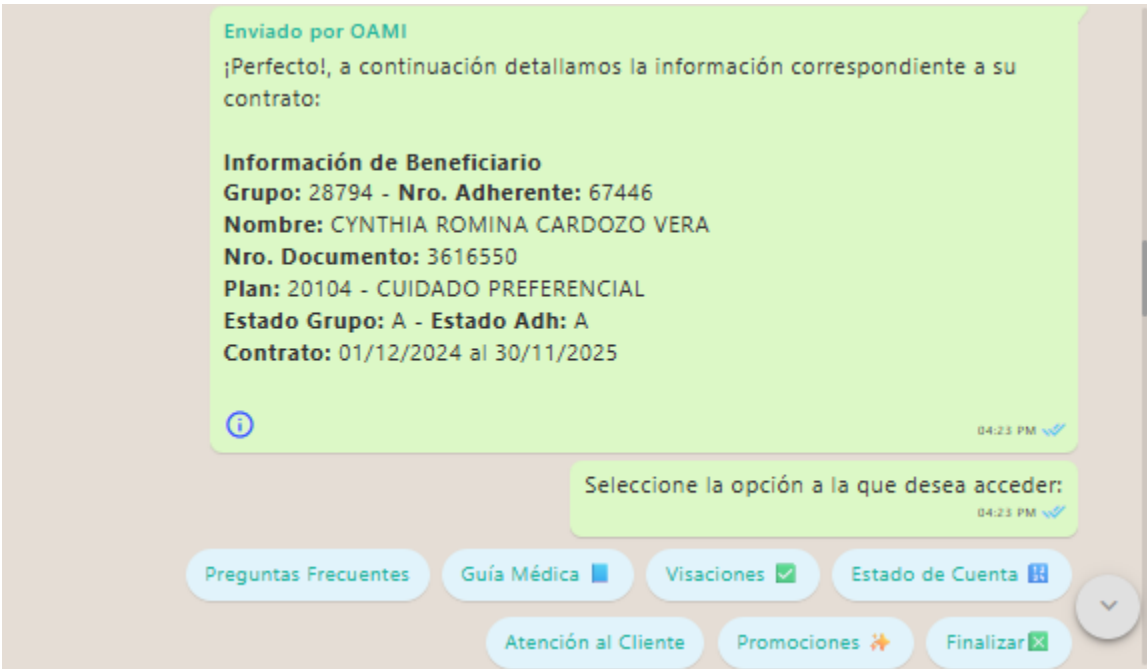 Enviado por OAMI
¡Perfecto!, a continuación detallamos la información correspondiente a su
contrato:
Información de Beneficiario
Grupo: 28794 - Nro. Adherente: 67446
Nombre: CYNTHIA ROMINA CARDOZO VERA
Nro. Documento: 3616550
Plan: 20104 - CUIDADO PREFERENCIAL
Estado Grupo: A - Estado Adh: A
Contrato: 01/12/2024 al 30/11/2025
04:23 PM
Seleccione la opción a la que desea acceder:
04:23 PM
Preguntas Frecuentes Guía Médica 📘 Visaciones ✅ Estado de Cuenta 🔢
Atención al Cliente Promociones ✨ Finalizar ❎